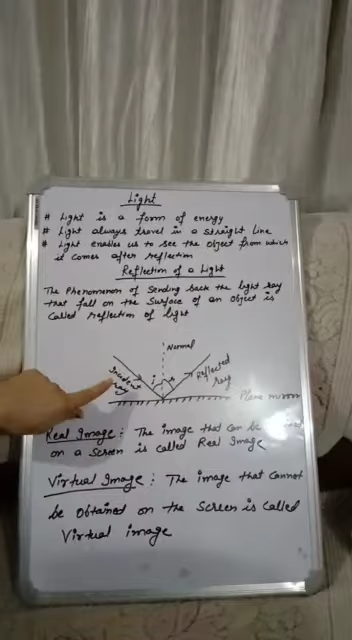 Light
# Light is a form of energy
# Light always travel in a straight line
# Light enables us to see the object from which
it comes after reflection
Reflection of a Light
The Phenomenon of Sending back the light ray
that fall on the Surface of an object is
Called reflection of light
Normal
Incident
ray
i
r
Reflected
ray
Plane mirror
Real Image : The image that can be
on a screen is called Real Image
Virtual Image : The image that cannot
be obtained on the screen is called
Virtual image